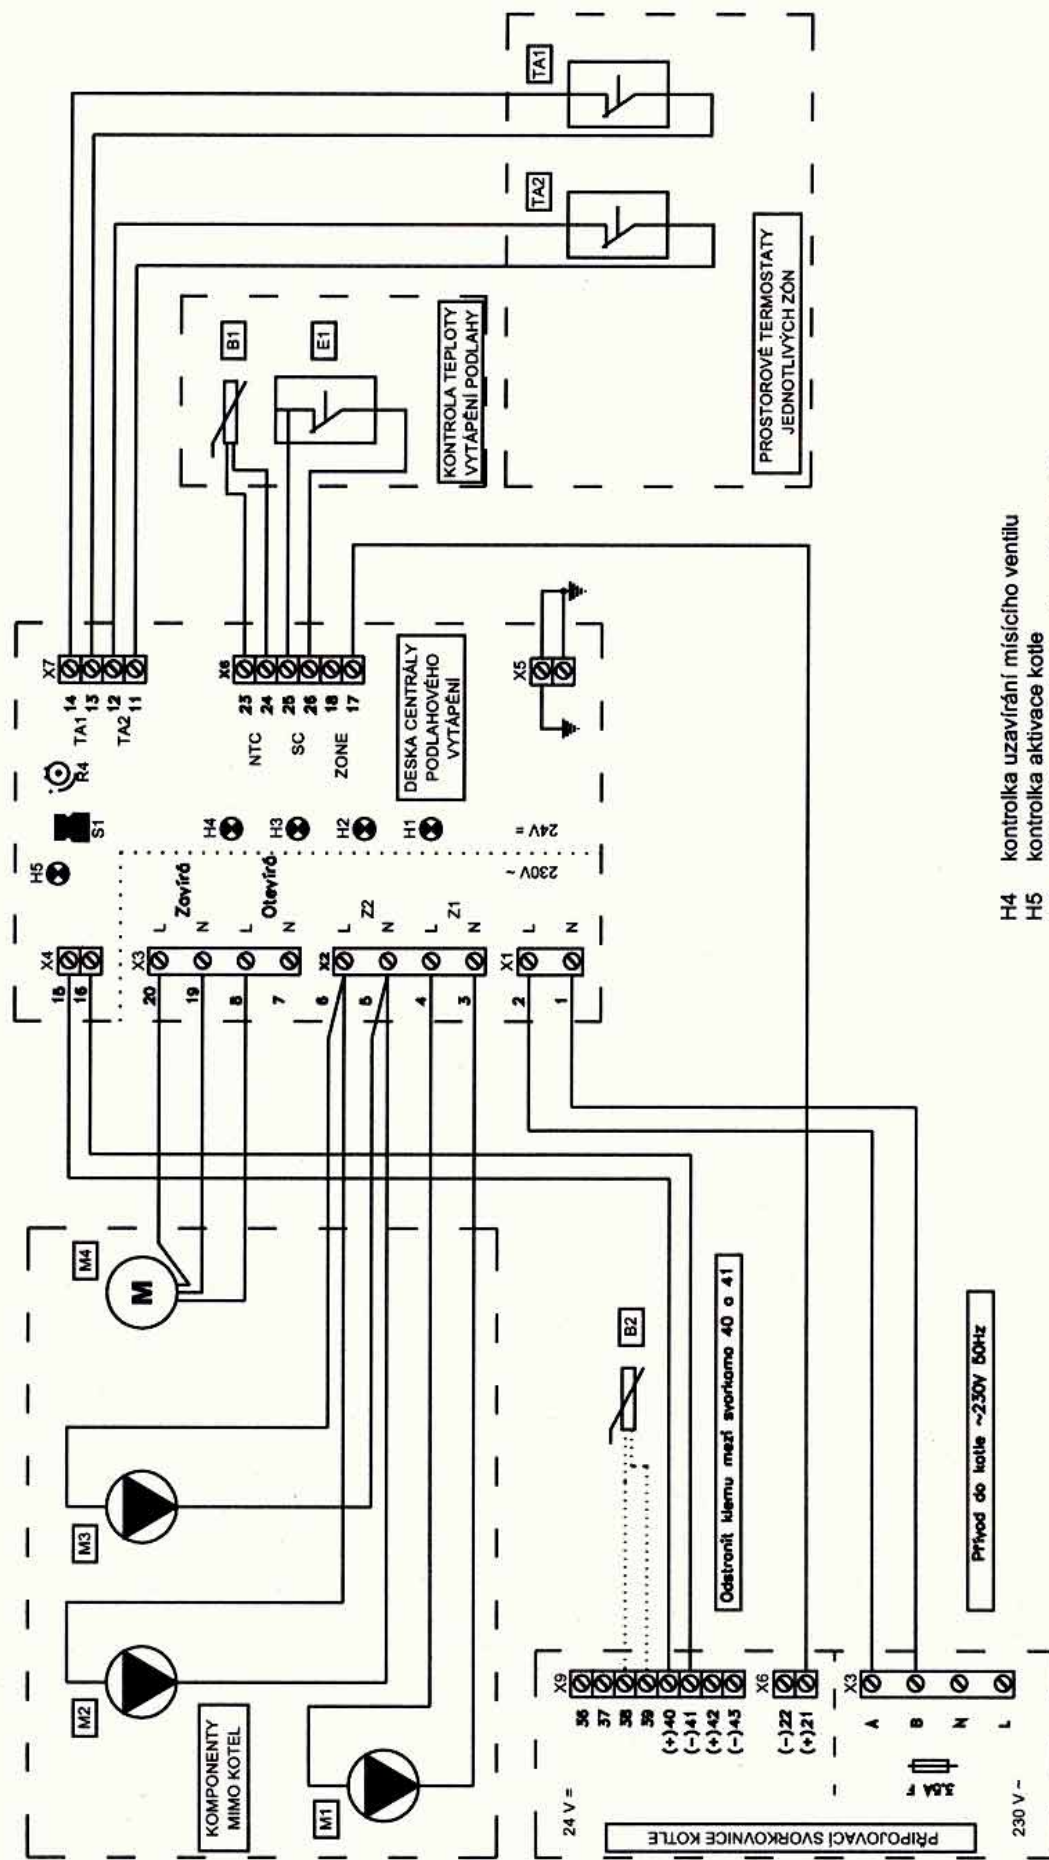 TA1
TA2
PROSTOROVÉ TERMOSTATY
JEDNOTLIVÝCH ZÓN
B1
E1
KONTROLA TEPLOTY
VYTÁPĚNÍ PODLAHY
X7
14
13
12
11
TA1
TA2
X6
23
24
25
26
18
17
NTC
SC
ZONE
X5
DESKA CENTRÁLY
PODLAHOVÉHO
VYTÁPĚNÍ
R4
S1
H5
H4
H3
H2
H1
24V =
230V ~
X4
15
16
X3
20
19
8
7
L
Zavírá
N
L
Otevírá
N
X2
6
5
4
3
L
Z2
N
L
Z1
N
X1
2
1
L
N
M4
M
M3
M2
M1
KOMPONENTY
MIMO KOTEL
B2
Odstranit klemu mezi svorkama 40 a 41
Přívod do kotle ~230V 50Hz
X9
36
37
38
39
(+)40
(-)41
(+)42
(-)43
X6
(-)22
(+)21
X3
A
B
N
L
3.5A F
24 V =
230 V ~
PŘIPOJOVACÍ SVORKOVNICE KOTLE
H4 kontrolka uzavírání mísícího ventilu
H5 kontrolka aktivace kotle